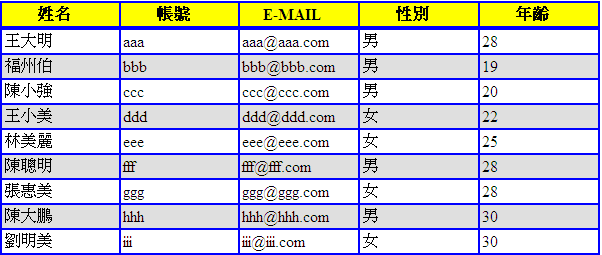 姓名 帳號 E-MAIL 性別 年齡
王大明 aaa aaa@aaa.com 男 28
福州伯 bbb bbb@bbb.com 男 19
陳小強 ccc ccc@ccc.com 男 20
王小美 ddd ddd@ddd.com 女 22
林美麗 eee eee@eee.com 女 25
陳聰明 fff fff@fff.com 男 28
張惠美 ggg ggg@ggg.com 女 28
陳大鵬 hhh hhh@hhh.com 男 30
劉明美 iii iii@iii.com 女 30